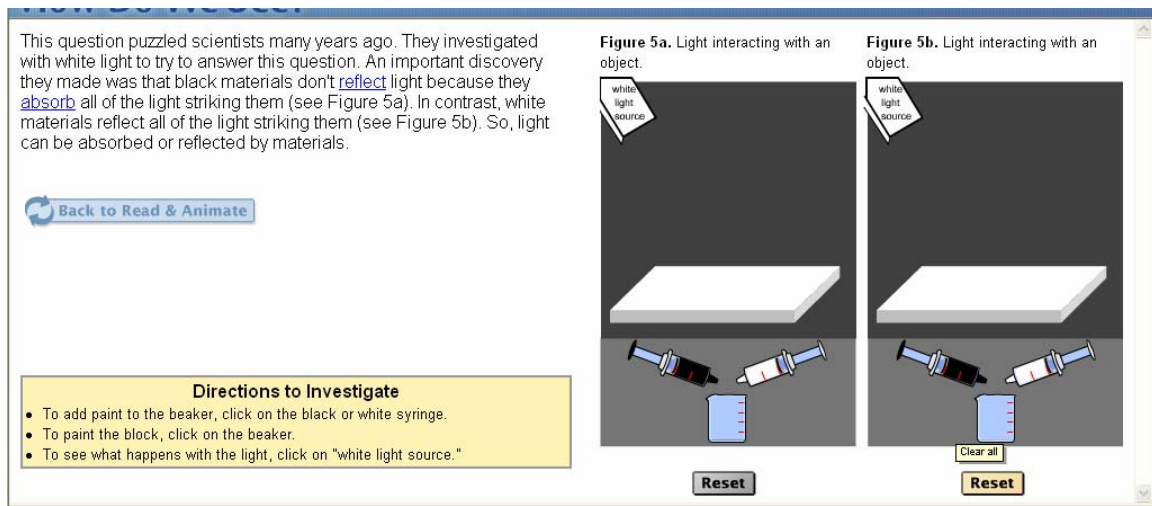 This question puzzled scientists many years ago. They investigated
with white light to try to answer this question. An important discovery
they made was that black materials don't reflect light because they
absorb all of the light striking them (see Figure 5a). In contrast, white
materials reflect all of the light striking them (see Figure 5b). So, light
can be absorbed or reflected by materials.
Back to Read & Animate
Directions to Investigate
• To add paint to the beaker, click on the black or white syringe.
• To paint the block, click on the beaker.
• To see what happens with the light, click on "white light source."
Figure 5a. Light interacting with an
object.
white
light
source
Reset
Figure 5b. Light interacting with an
object.
white
light
source
Clear all
Reset